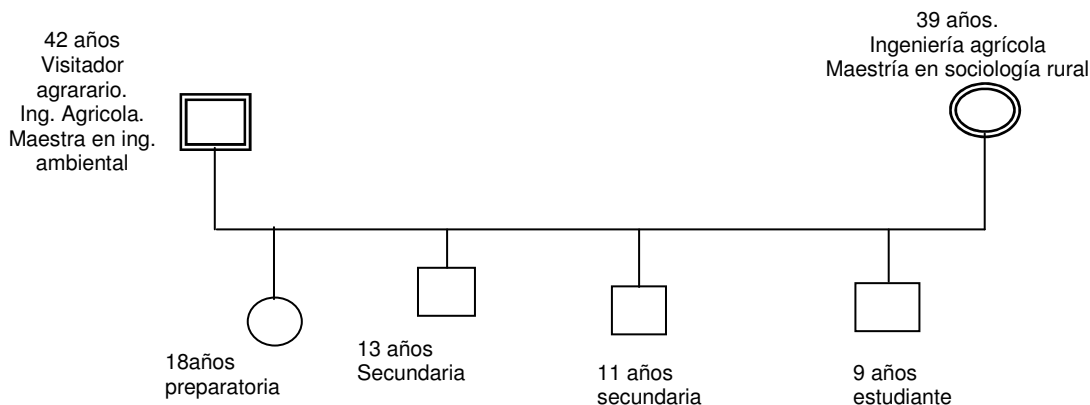 42 años
Visitador
agrarario.
Ing. Agricola.
Maestra en ing.
ambiental
39 años.
Ingeniería agrícola
Maestría en sociología rural
18años
preparatoria
13 años
Secundaria
11 años
secundaria
9 años
estudiante